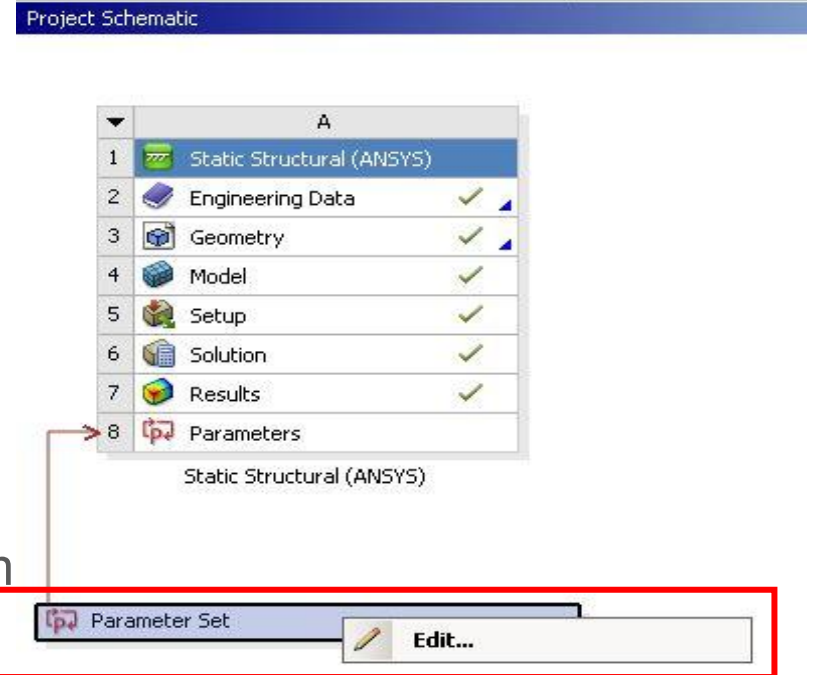 Project Schematic
A
1 Static Structural (ANSYS)
2 Engineering Data
3 Geometry
4 Model
5 Setup
6 Solution
7 Results
8 Parameters
Static Structural (ANSYS)
n
Parameter Set
Edit...